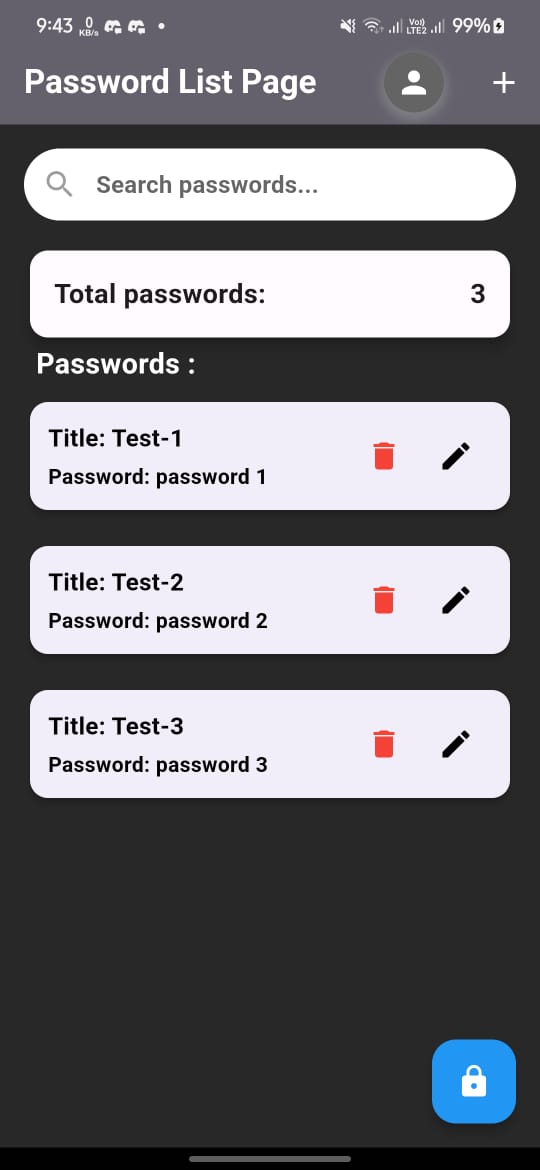 9:43 0 KB/s Vo)) LTE2 99%
Password List Page
Search passwords...
Total passwords: 3
Passwords :
Title: Test-1
Password: password 1
Title: Test-2
Password: password 2
Title: Test-3
Password: password 3